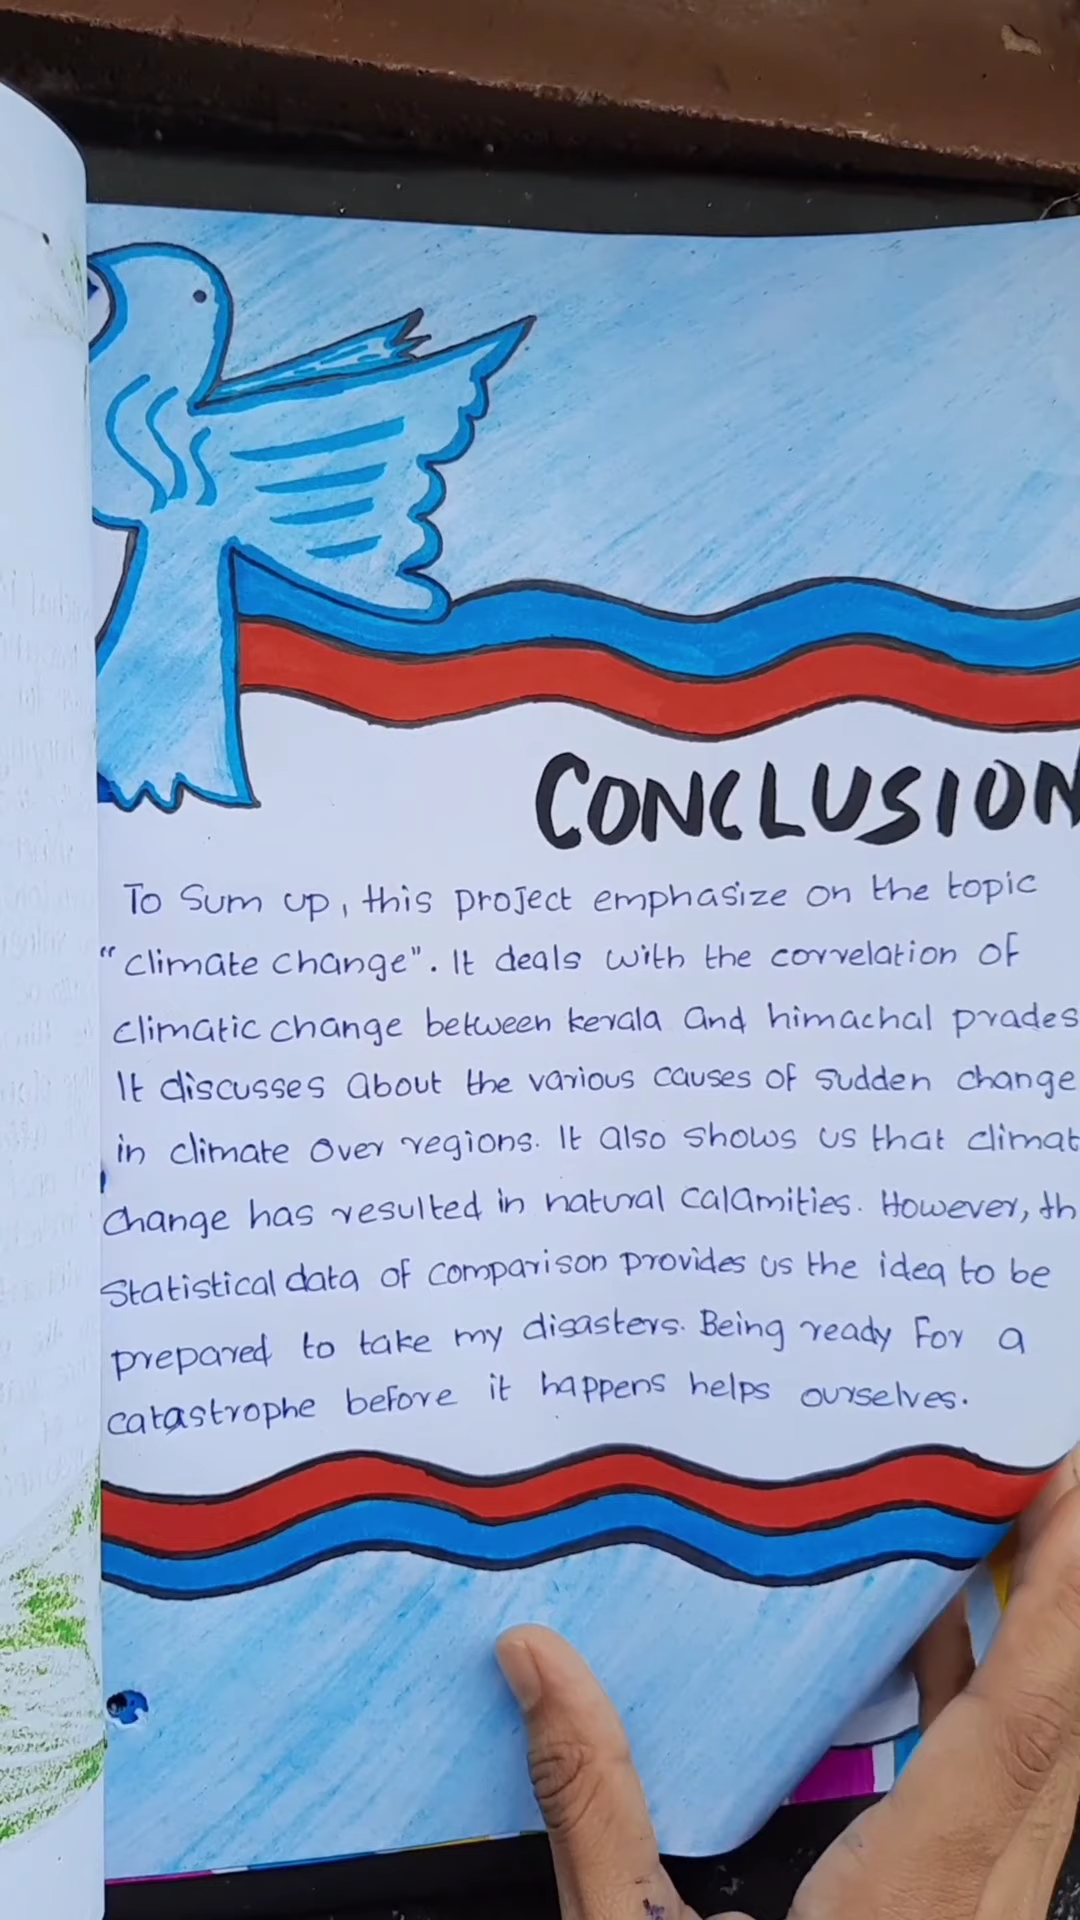 CONCLUSION
To Sum up, this project emphasize on the topic
"climate change". It deals with the correlation of
climatic change between kerala and himachal prades
It discusses about the various causes of sudden change
in climate over regions. It also shows us that climat
change has resulted in natural calamities. However, th
Statistical data of comparison provides us the idea to be
prepared to take my disasters. Being ready for a
catastrophe before it happens helps ourselves.